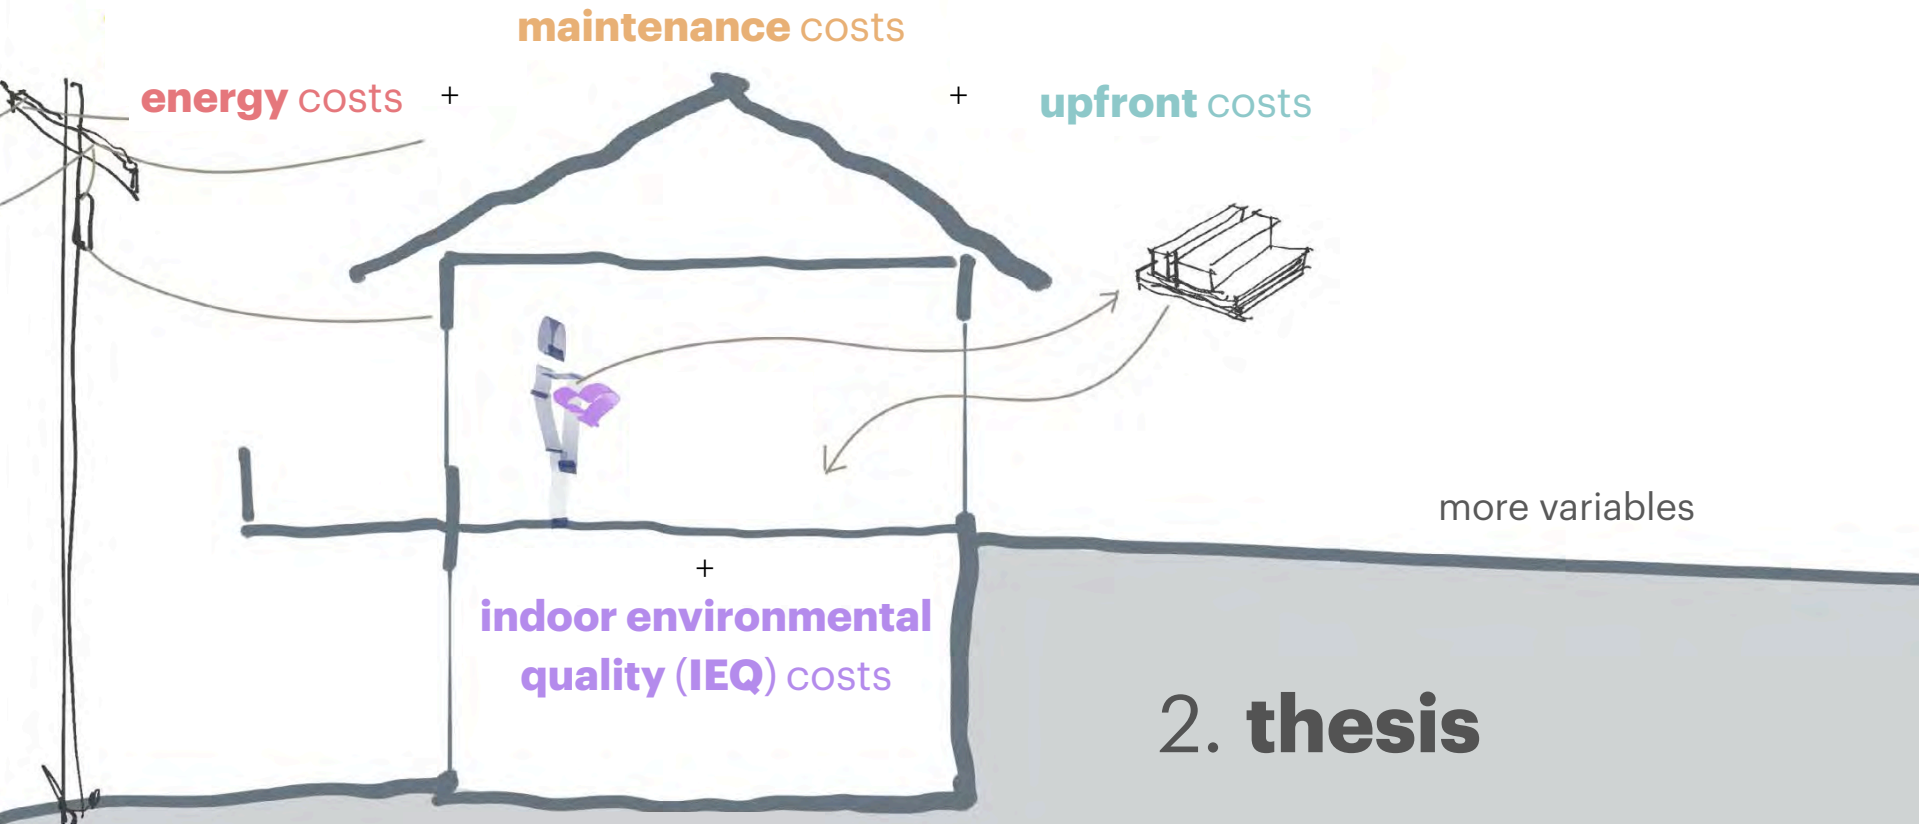 maintenance costs
energy costs + + upfront costs
more variables
+
indoor environmental
quality (IEQ) costs
2. thesis